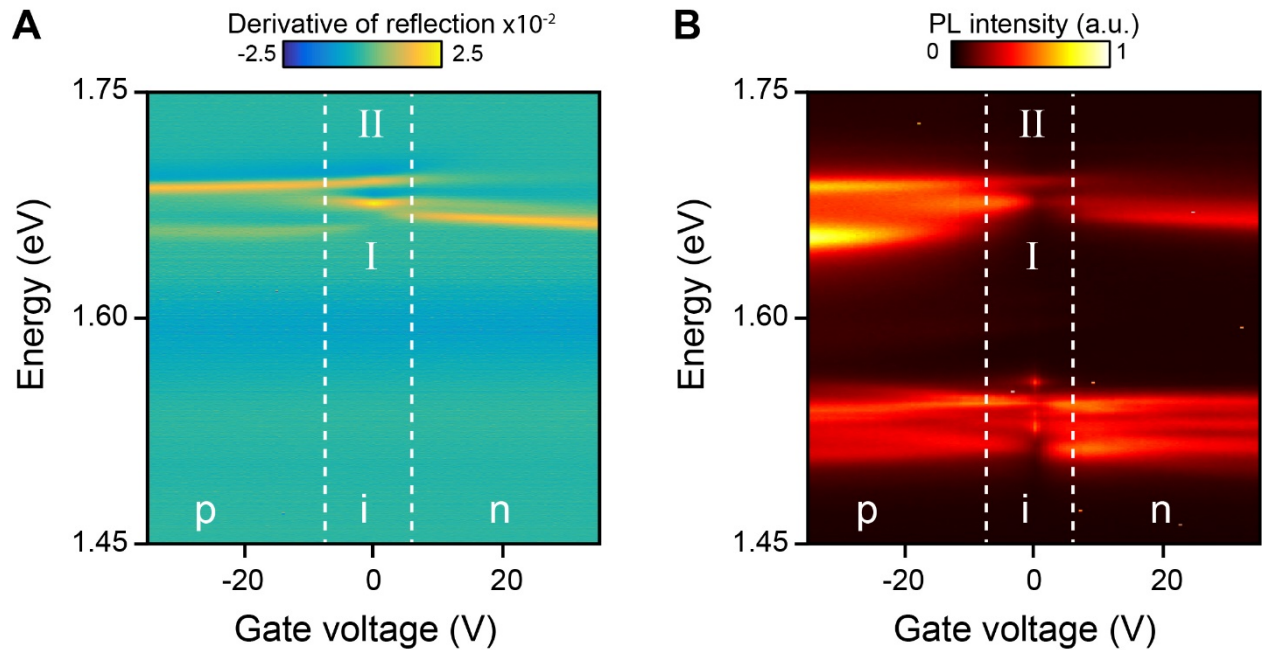 A
Derivative of reflection x10⁻²
-2.5 2.5
1.75
1.60
1.45
Energy (eV)
II
I
p i n
-20 0 20
Gate voltage (V)
B
PL intensity (a.u.)
0 1
1.75
1.60
1.45
Energy (eV)
II
I
p i n
-20 0 20
Gate voltage (V)